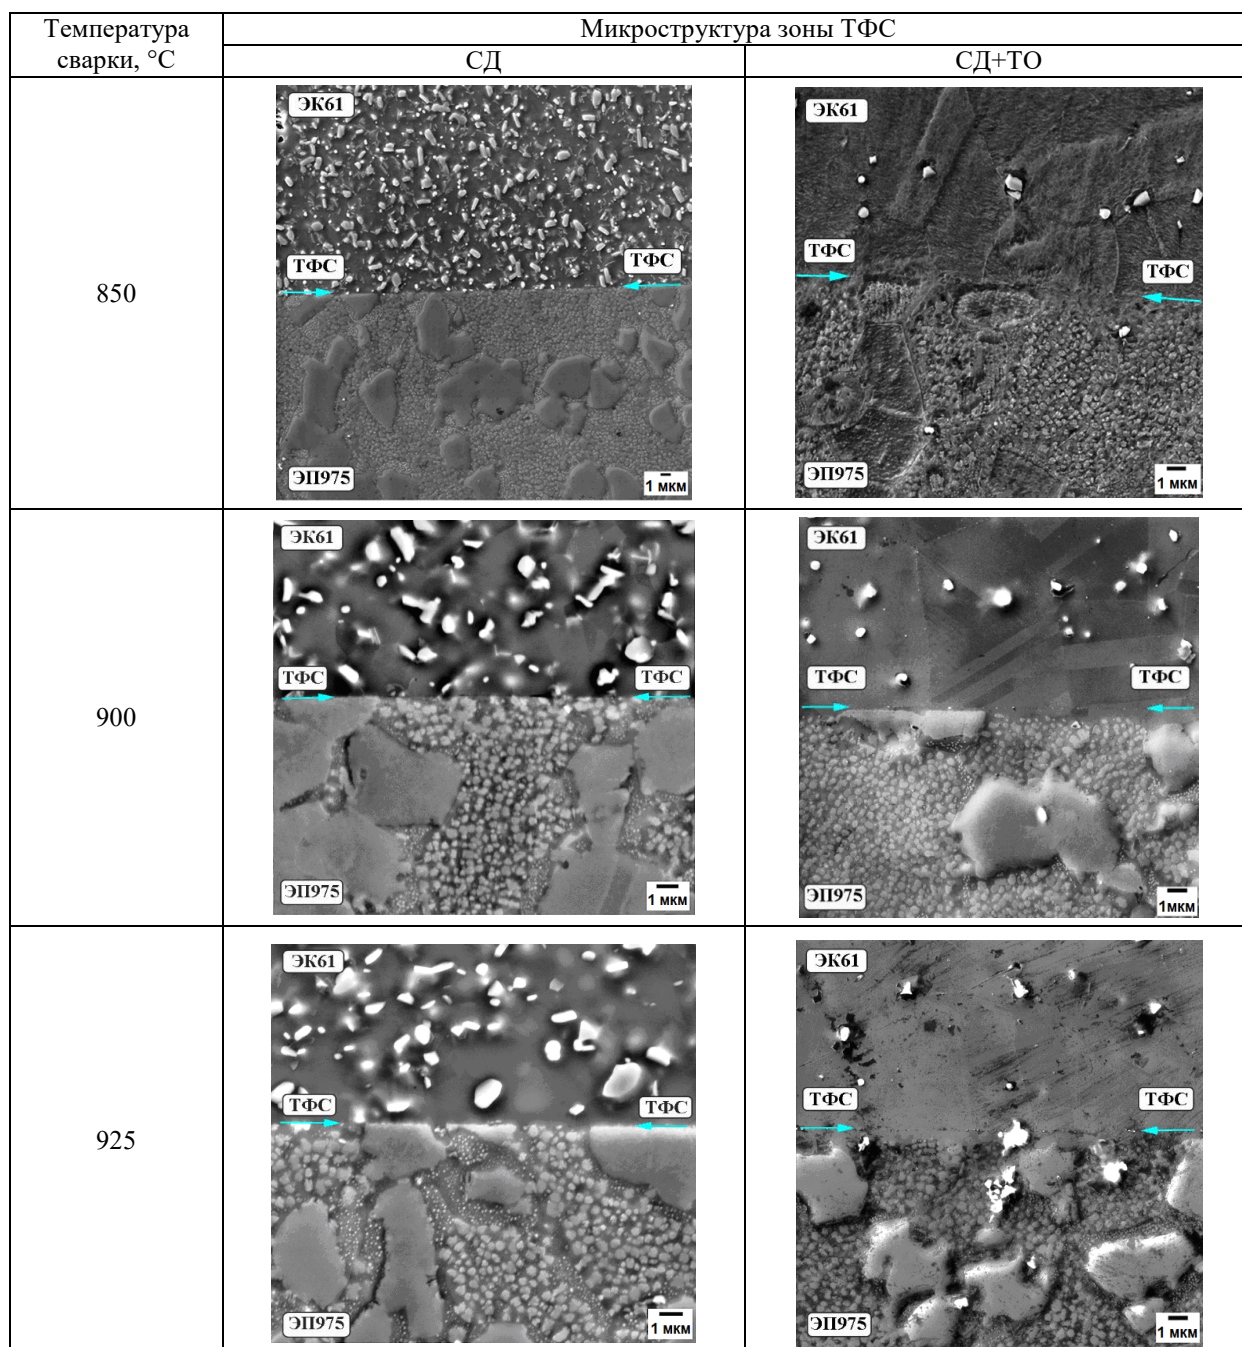 Температура
сварки, °C
Микроструктура зоны ТФС
СД
СД+ТО
850
ЭК61
ТФС
ТФС
ЭП975
1 мкм
ЭК61
ТФС
ТФС
ЭП975
1 мкм
900
ЭК61
ТФС
ТФС
ЭП975
1 мкм
ЭК61
ТФС
ТФС
ЭП975
1мкм
925
ЭК61
ТФС
ТФС
ЭП975
1 мкм
ЭК61
ТФС
ТФС
ЭП975
1 мкм